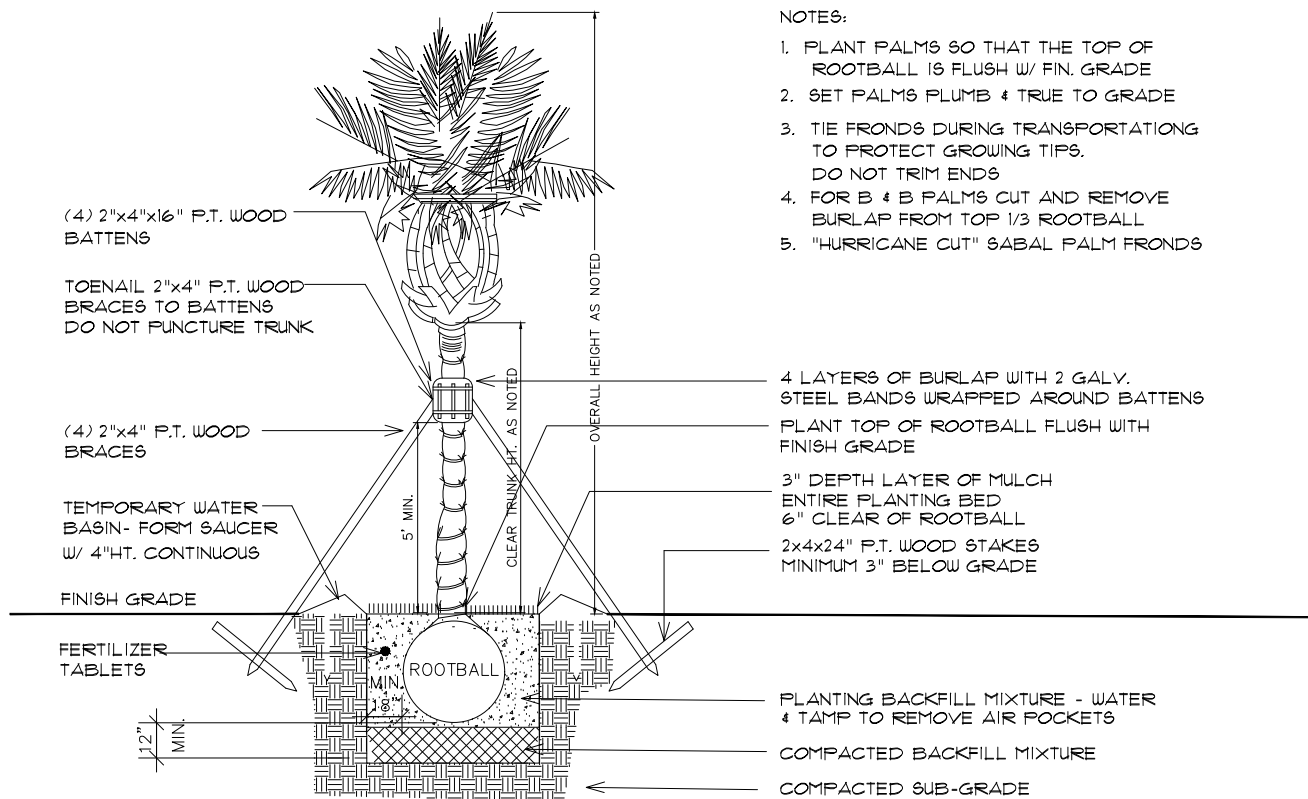 NOTES:
1. PLANT PALMS SO THAT THE TOP OF
ROOTBALL IS FLUSH W/ FIN. GRADE
2. SET PALMS PLUMB & TRUE TO GRADE
3. TIE FRONDS DURING TRANSPORTATIONG
TO PROTECT GROWING TIPS.
DO NOT TRIM ENDS
4. FOR B & B PALMS CUT AND REMOVE
BURLAP FROM TOP 1/3 ROOTBALL
5. "HURRICANE CUT" SABAL PALM FRONDS
(4) 2"x4"x16" P.T. WOOD
BATTENS
TOENAIL 2"x4" P.T. WOOD
BRACES TO BATTENS
DO NOT PUNCTURE TRUNK
(4) 2"x4" P.T. WOOD
BRACES
TEMPORARY WATER
BASIN- FORM SAUCER
W/ 4"HT. CONTINUOUS
FINISH GRADE
FERTILIZER
TABLETS
5' MIN.
CLEAR TRUNK HT. AS NOTED
OVERALL HEIGHT AS NOTED
4 LAYERS OF BURLAP WITH 2 GALV.
STEEL BANDS WRAPPED AROUND BATTENS
PLANT TOP OF ROOTBALL FLUSH WITH
FINISH GRADE
3" DEPTH LAYER OF MULCH
ENTIRE PLANTING BED
6" CLEAR OF ROOTBALL
2x4x24" P.T. WOOD STAKES
MINIMUM 3" BELOW GRADE
ROOTBALL
MIN.
18"
12"
MIN.
PLANTING BACKFILL MIXTURE - WATER
& TAMP TO REMOVE AIR POCKETS
COMPACTED BACKFILL MIXTURE
COMPACTED SUB-GRADE